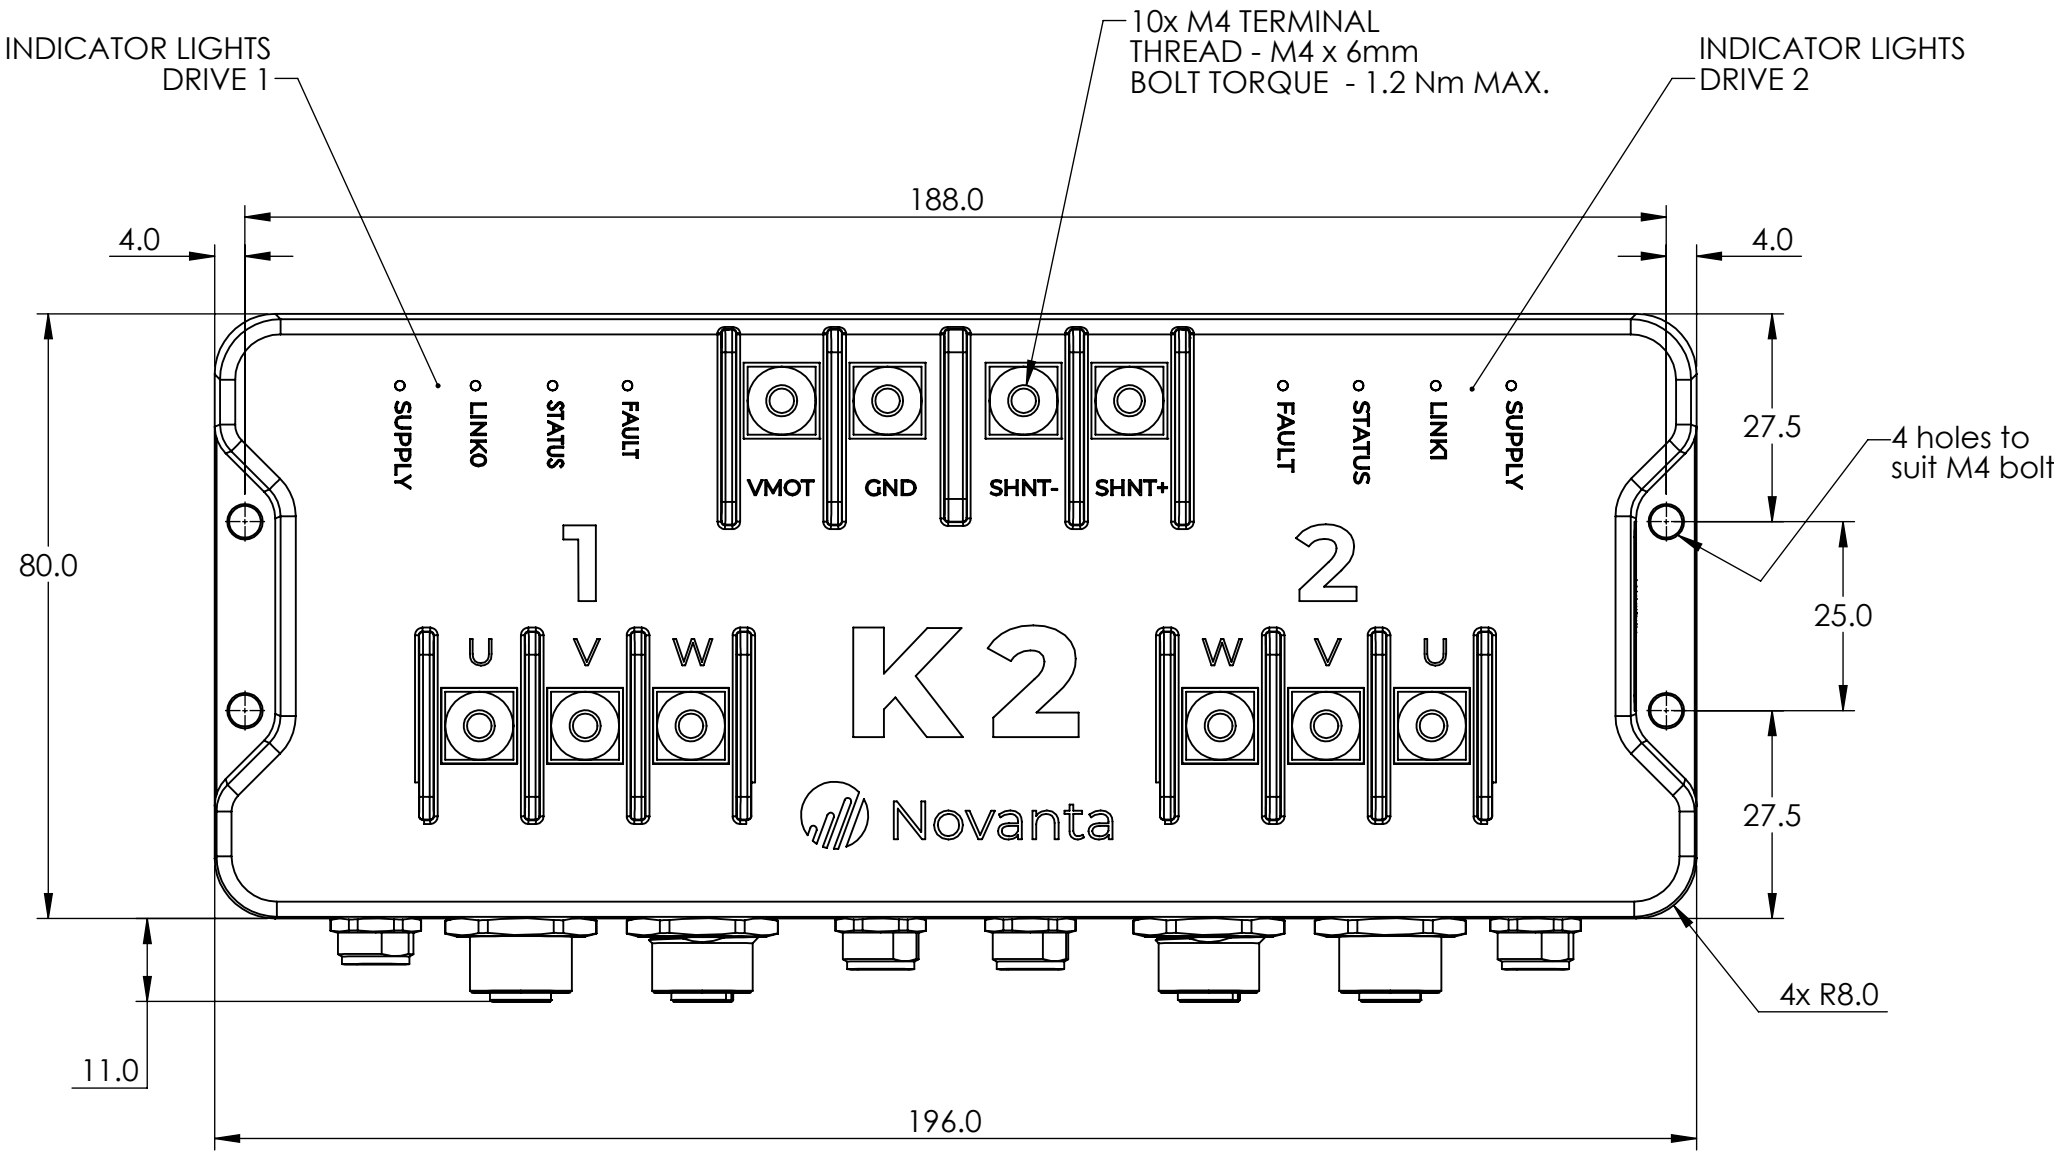 INDICATOR LIGHTS
DRIVE 1
10x M4 TERMINAL
THREAD - M4 x 6mm
BOLT TORQUE - 1.2 Nm MAX.
INDICATOR LIGHTS
DRIVE 2
188.0
4.0
4.0
SUPPLY
LINK0
STATUS
FAULT
VMOT
GND
SHNT-
SHNT+
FAULT
STATUS
LINK1
SUPPLY
27.5
4 holes to
suit M4 bolt
80.0
1
2
25.0
U
V
W
K2
W
V
U
Novanta
27.5
4x R8.0
11.0
196.0